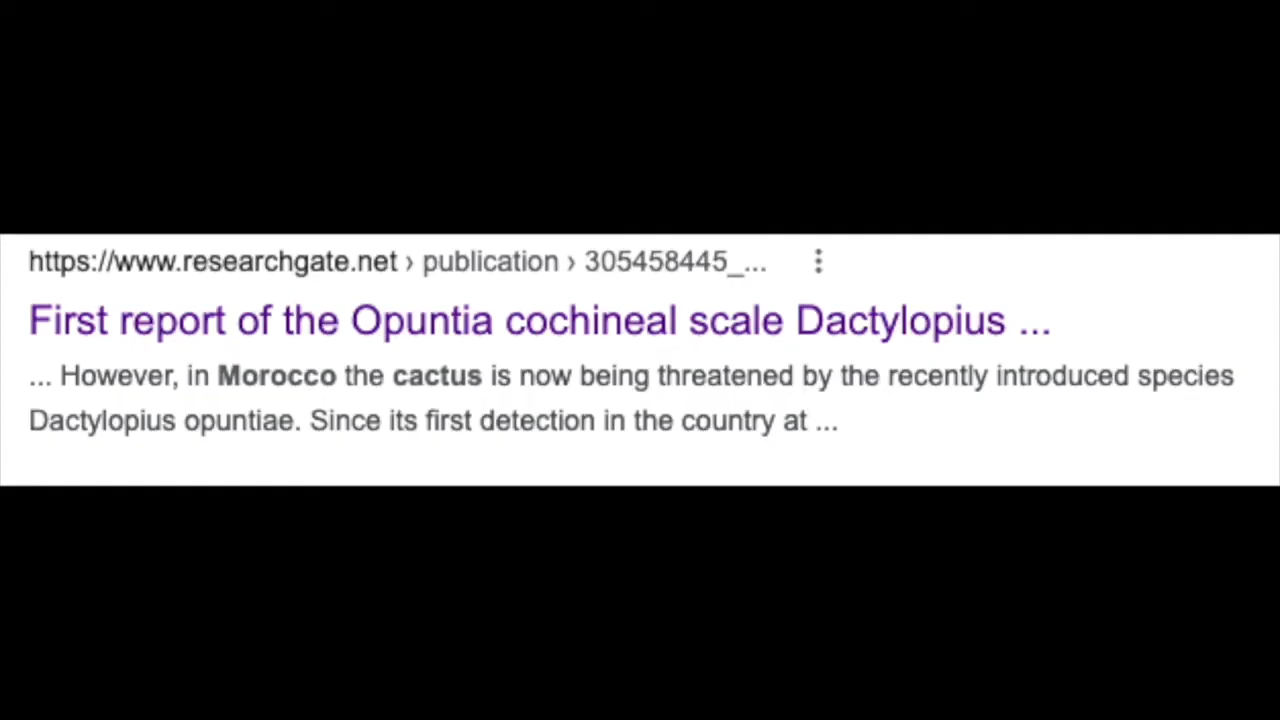 https://www.researchgate.net › publication › 305458445_...
First report of the Opuntia cochineal scale Dactylopius ...
... However, in Morocco the cactus is now being threatened by the recently introduced species
Dactylopius opuntiae. Since its first detection in the country at ...